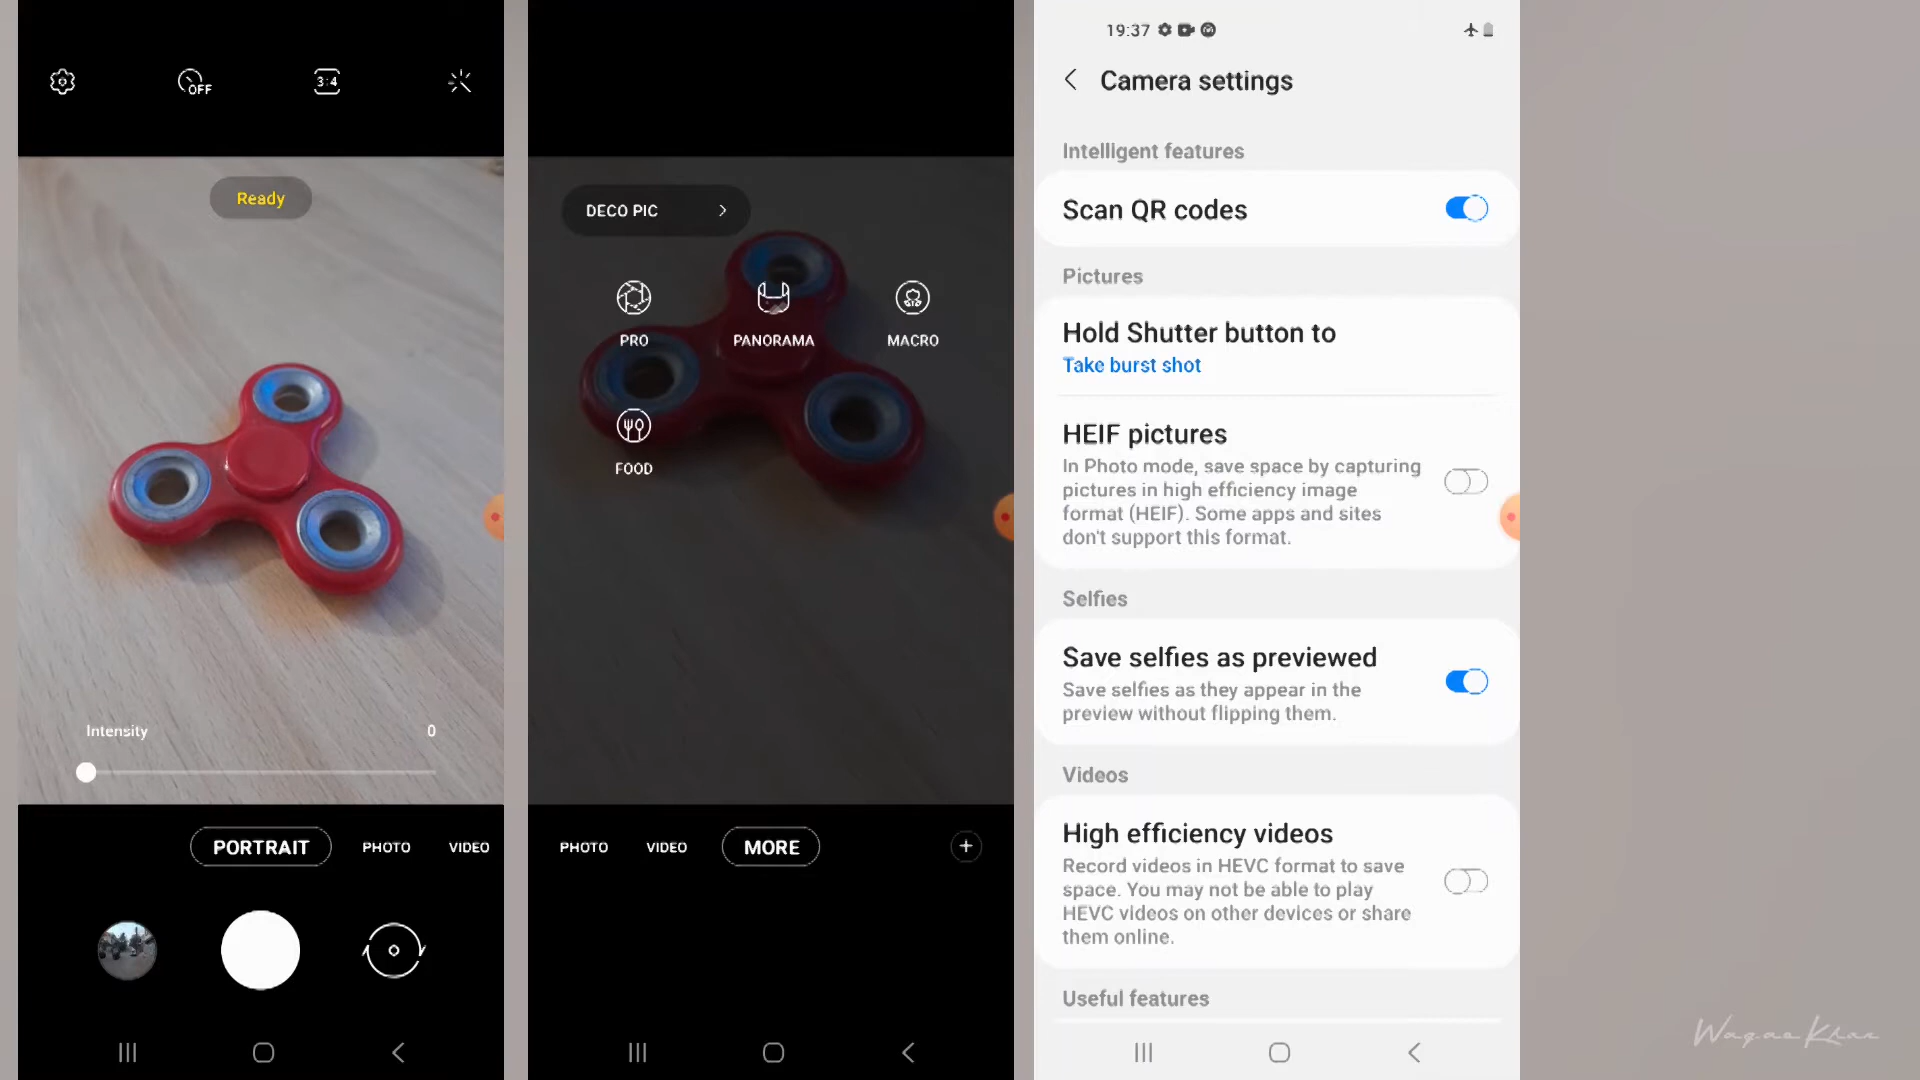 OFF
3:4
Ready
Intensity
0
PORTRAIT
PHOTO
VIDEO
DECO PIC
PRO
PANORAMA
MACRO
FOOD
PHOTO
VIDEO
MORE
19:37
Camera settings
Intelligent features
Scan QR codes
Pictures
Hold Shutter button to
Take burst shot
HEIF pictures
In Photo mode, save space by capturing
pictures in high efficiency image
format (HEIF). Some apps and sites
don't support this format.
Selfies
Save selfies as previewed
Save selfies as they appear in the
preview without flipping them.
Videos
High efficiency videos
Record videos in HEVC format to save
space. You may not be able to play
HEVC videos on other devices or share
them online.
Useful features
Waqas Khan